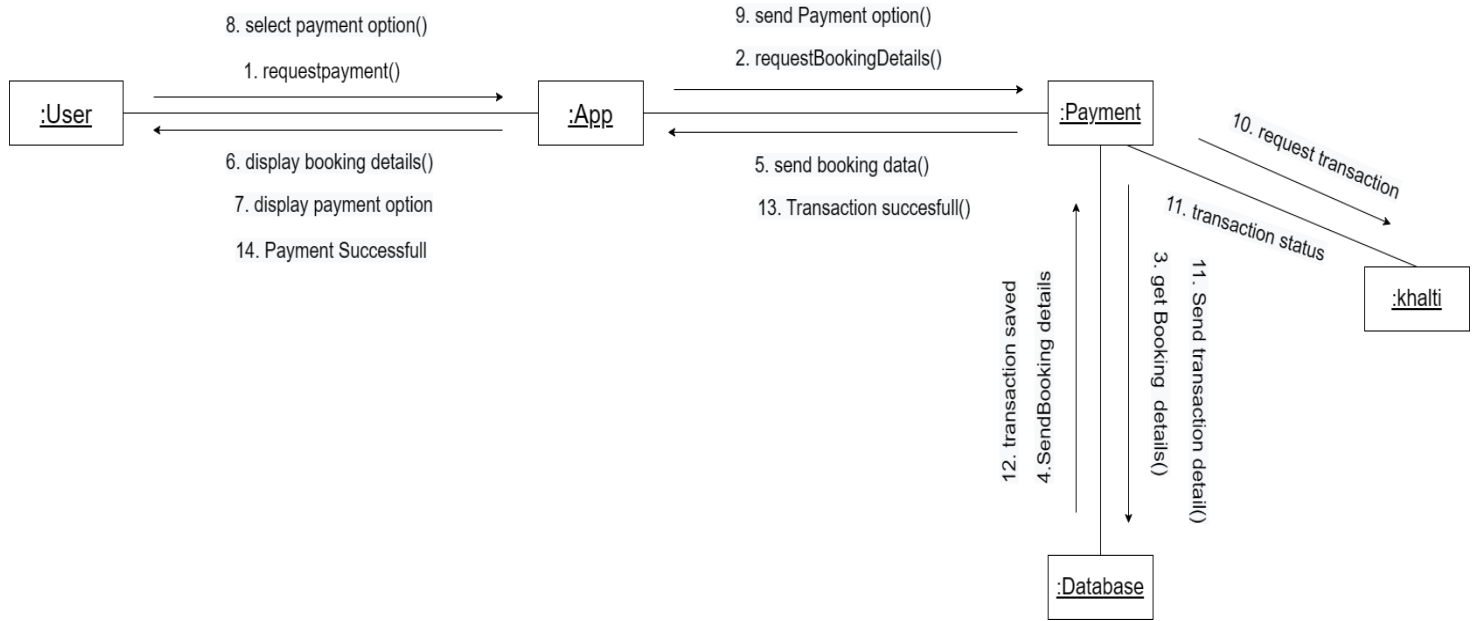 8. select payment option()
9. send Payment option()
1. requestpayment()
2. requestBookingDetails()
:User
:App
:Payment
10. request transaction
6. display booking details()
5. send booking data()
7. display payment option
13. Transaction succesfull()
11. transaction status
14. Payment Successfull
:khalti
12. transaction saved
4.SendBooking details
3. get Booking details()
11. Send transaction detail()
:Database